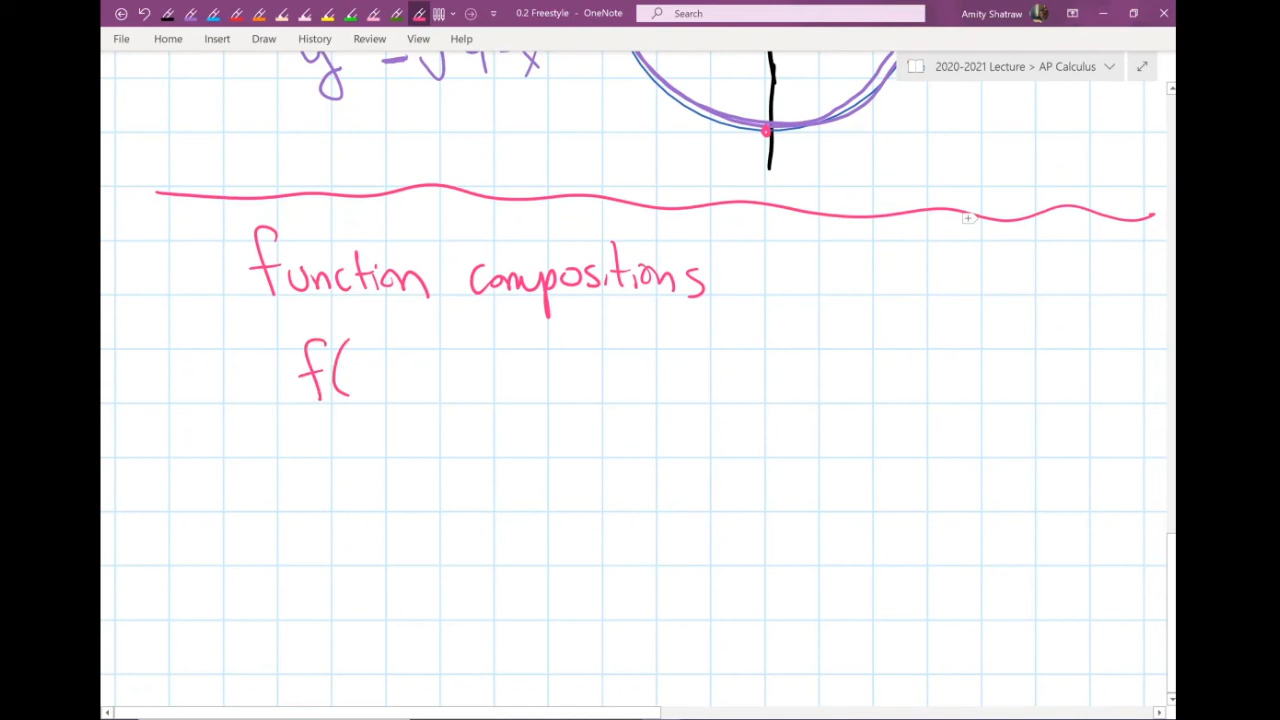 0.2 Freestyle - OneNote
Search
Amity Shatraw
File Home Insert Draw History Review View Help
2020-2021 Lecture > AP Calculus
y -√4-x
function compositions
f(